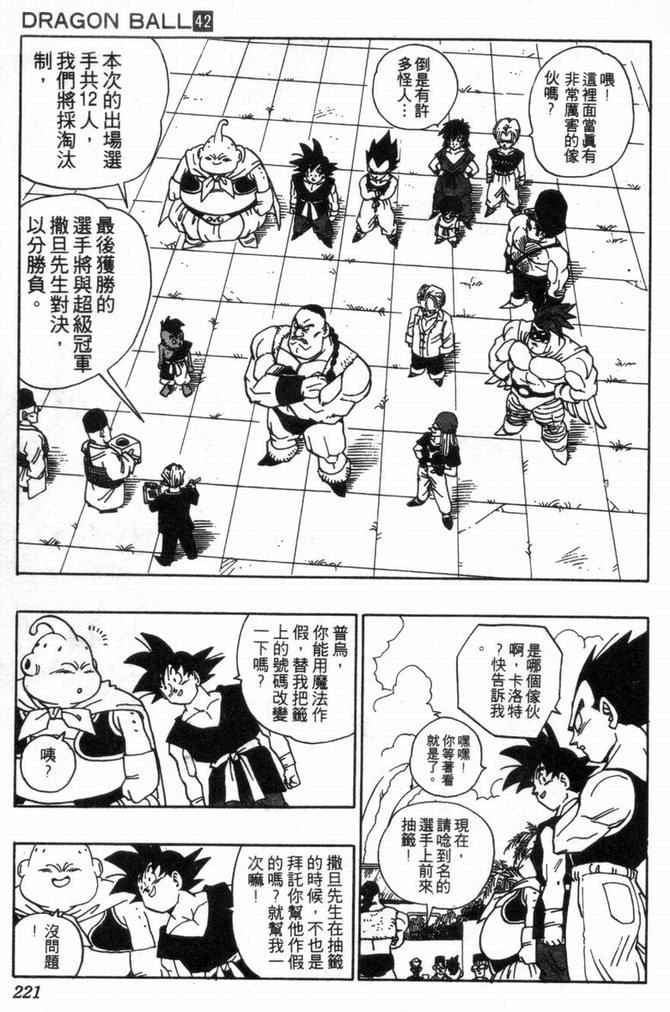 DRAGON BALL 42
喂!
這裡面當真有
非常厲害的傢
伙嗎?
倒是有許
多怪人…
本次的出場選
手共12人,
我們將採淘汰
制,
最後獲勝的
選手將與超級冠軍
撒旦先生對決,
以分勝負。
是哪個傢伙
啊,卡洛特
?快告訴我
嘿嘿!
你等著看
就是了。
現在,
請唸到名的
選手上前來
抽籤!
普烏,
你能用魔法作
假,替我把籤
上的號碼改變
一下嗎?
咦?
撒旦先生在抽籤
的時候,不也是
拜託你幫他作假
的嗎?就幫我一
次嘛!
沒問題
!
221